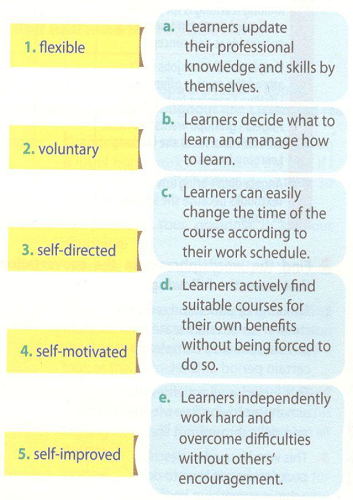 1. flexible
a. Learners update
their professional
knowledge and skills by
themselves.
2. voluntary
b. Learners decide what to
learn and manage how
to learn.
3. self-directed
c. Learners can easily
change the time of the
course according to
their work schedule.
4. self-motivated
d. Learners actively find
suitable courses for
their own benefits
without being forced to
do so.
5. self-improved
e. Learners independently
work hard and
overcome difficulties
without others'
encouragement.